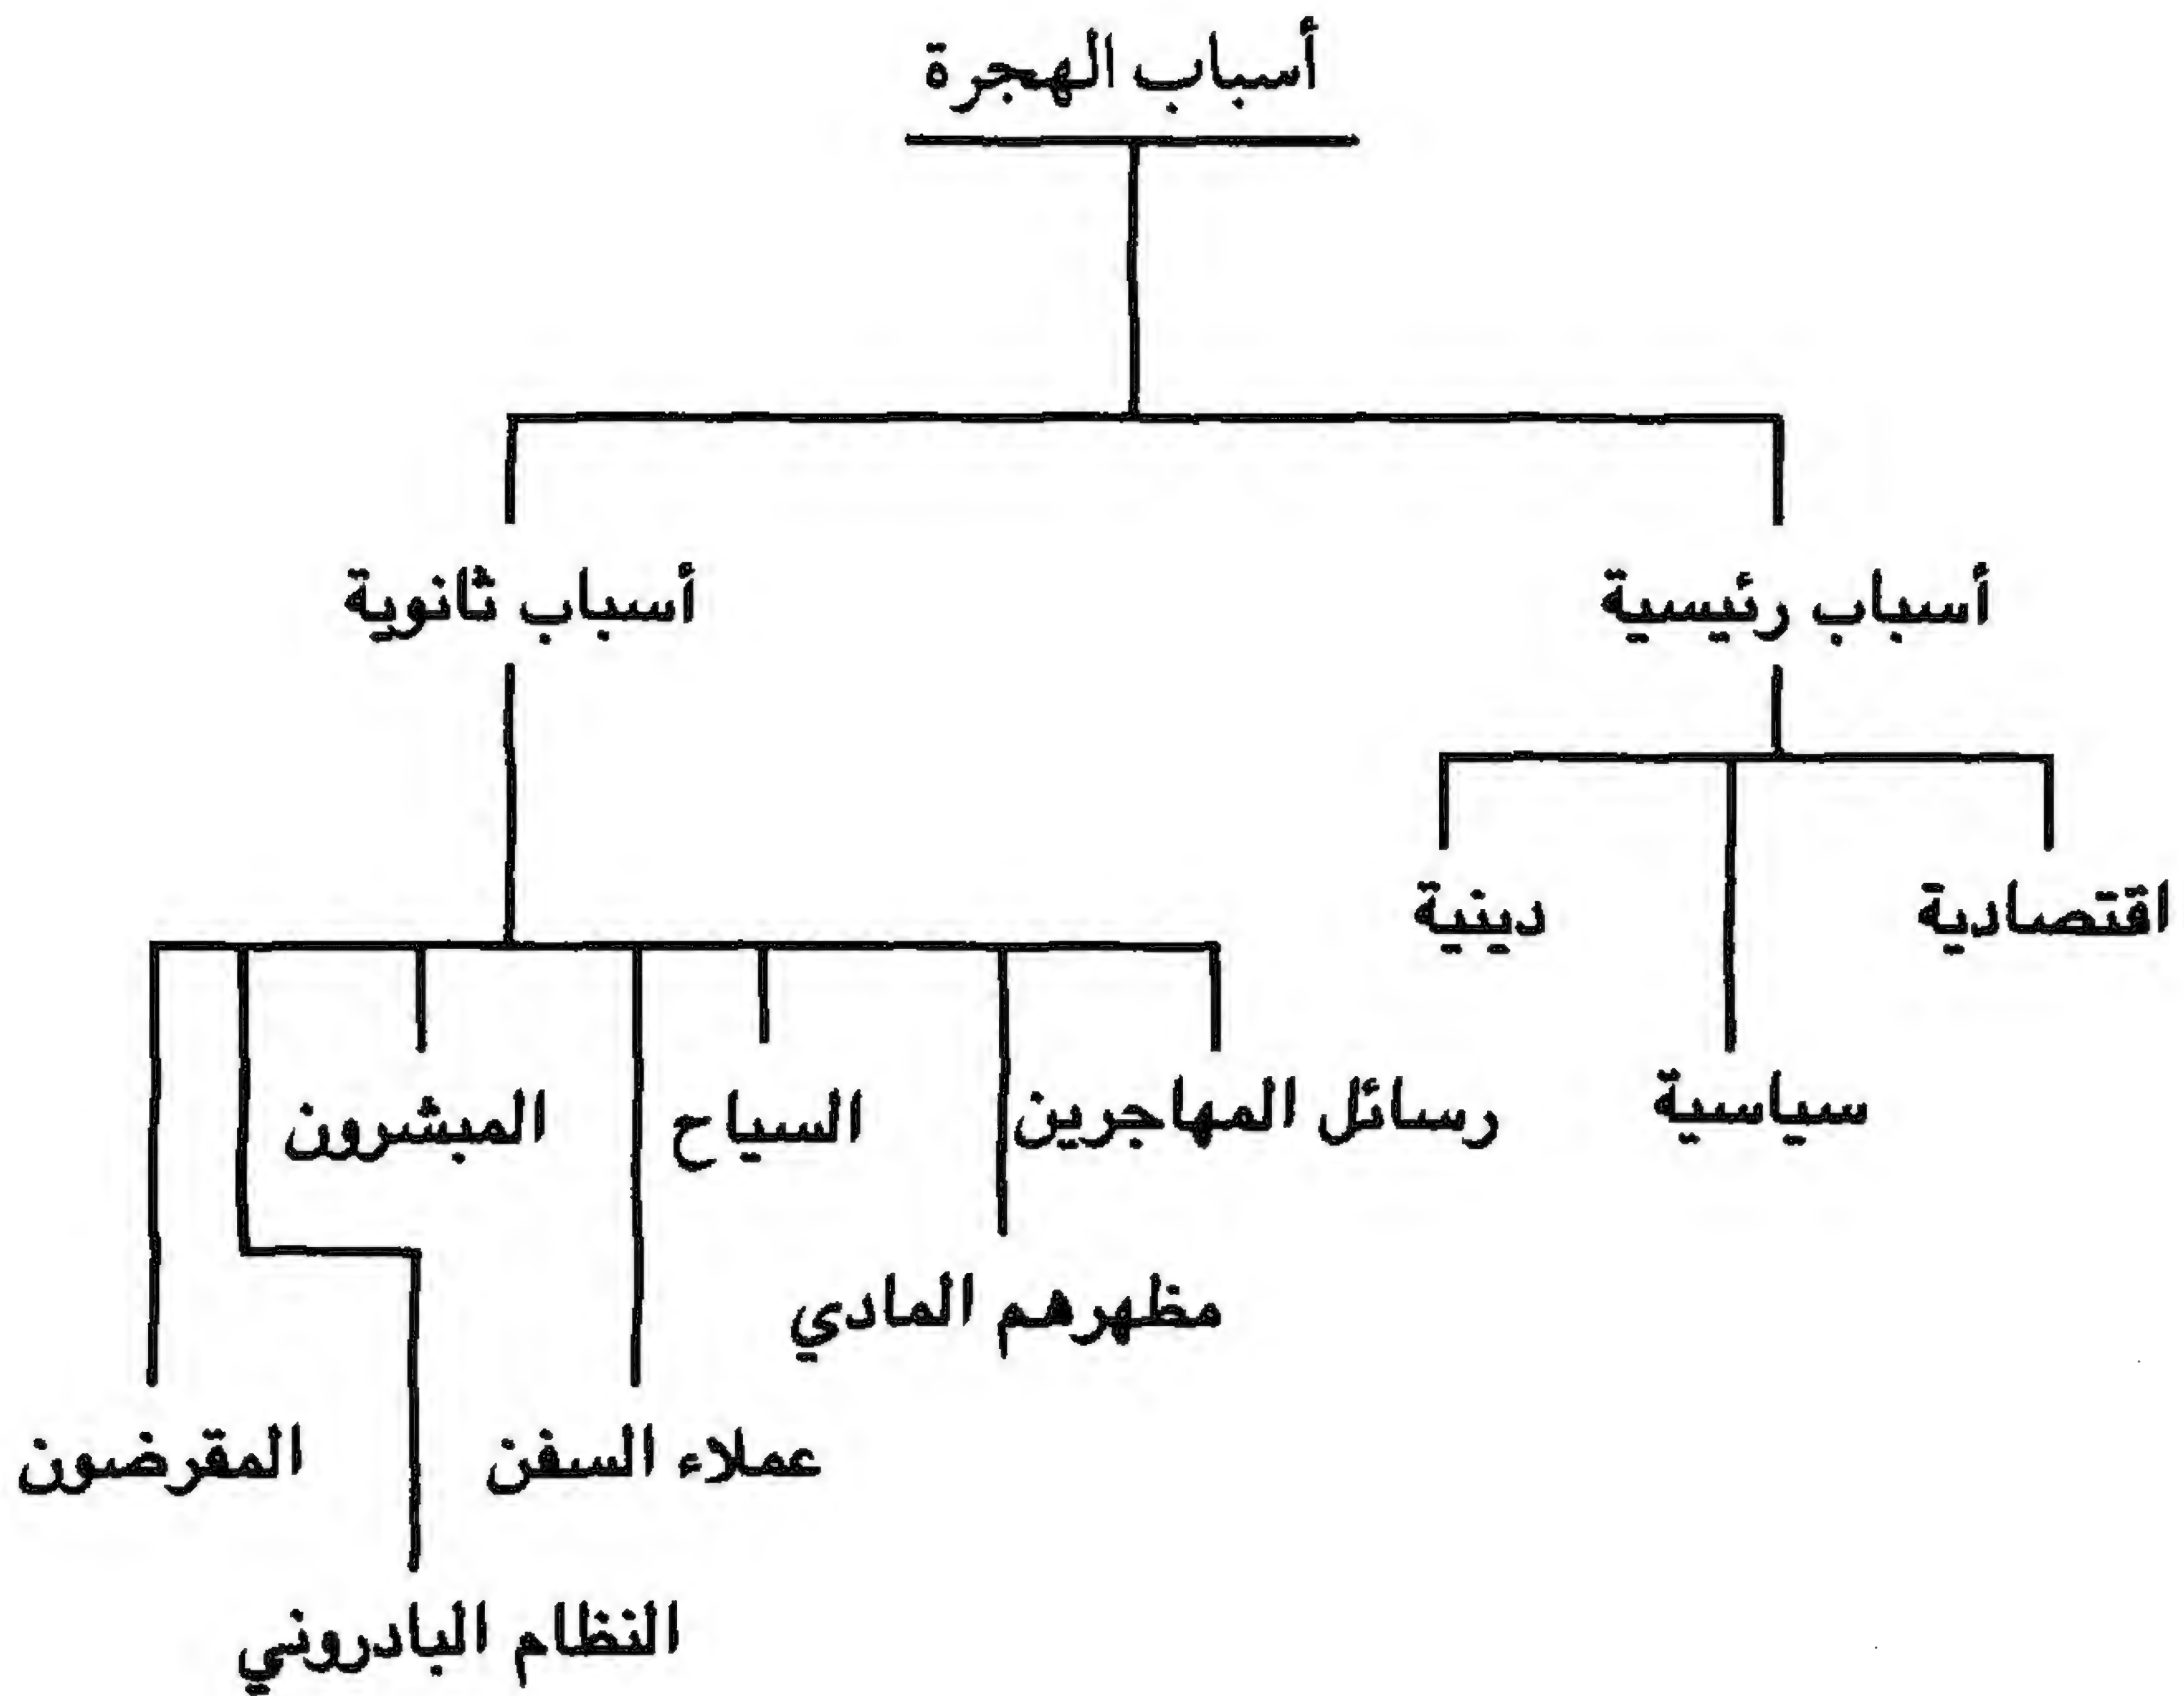 أسباب الهجرة
أسباب رئيسية
أسباب ثانوية
اقتصادية
دينية
سياسية
رسائل المهاجرين
السياح
المبشرون
مظهرهم المادي
عملاء السفن
المقرضون
النظام البادروني